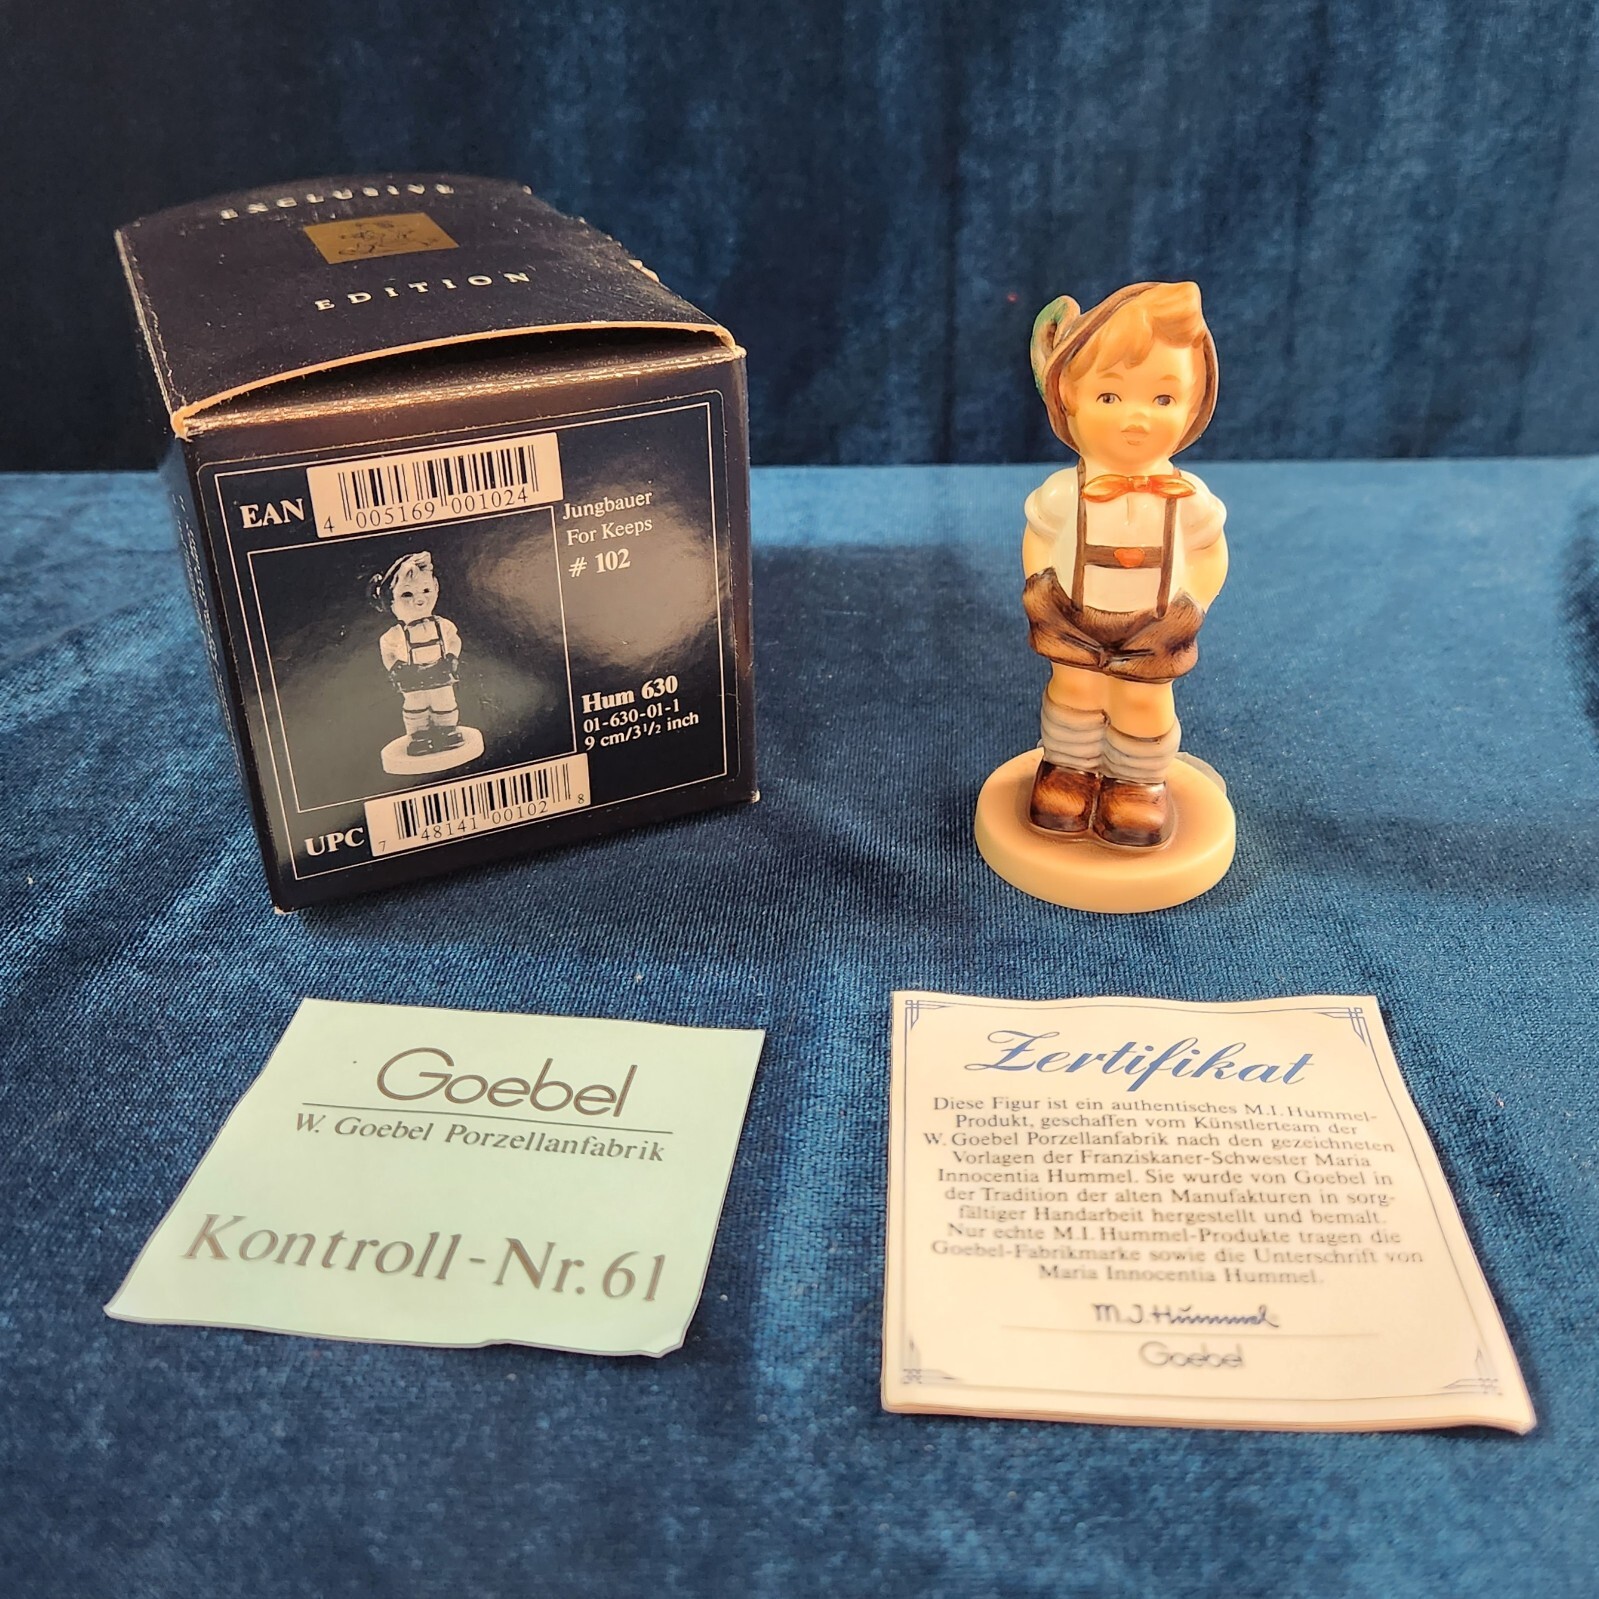 EXCLUSIVE
EDITION
EAN
4 005169 001024
Jungbauer
For Keeps
# 102
Hum 630
01-630-01-1
9 cm/3 1/2 inch
UPC
7 48141 00102 8
Goebel
W. Goebel Porzellanfabrik
Kontroll-Nr. 61
Zertifikat
Diese Figur ist ein authentisches M.I. Hummel-
Produkt, geschaffen vom Künstlerteam der
W. Goebel Porzellanfabrik nach den gezeichneten
Vorlagen der Franziskaner-Schwester Maria
Innocentia Hummel. Sie wurde von Goebel in
der Tradition der alten Manufakturen in sorg-
fältiger Handarbeit hergestellt und bemalt.
Nur echte M.I. Hummel-Produkte tragen die
Goebel-Fabrikmarke sowie die Unterschrift von
Maria Innocentia Hummel.
M.J. Hummel
Goebel